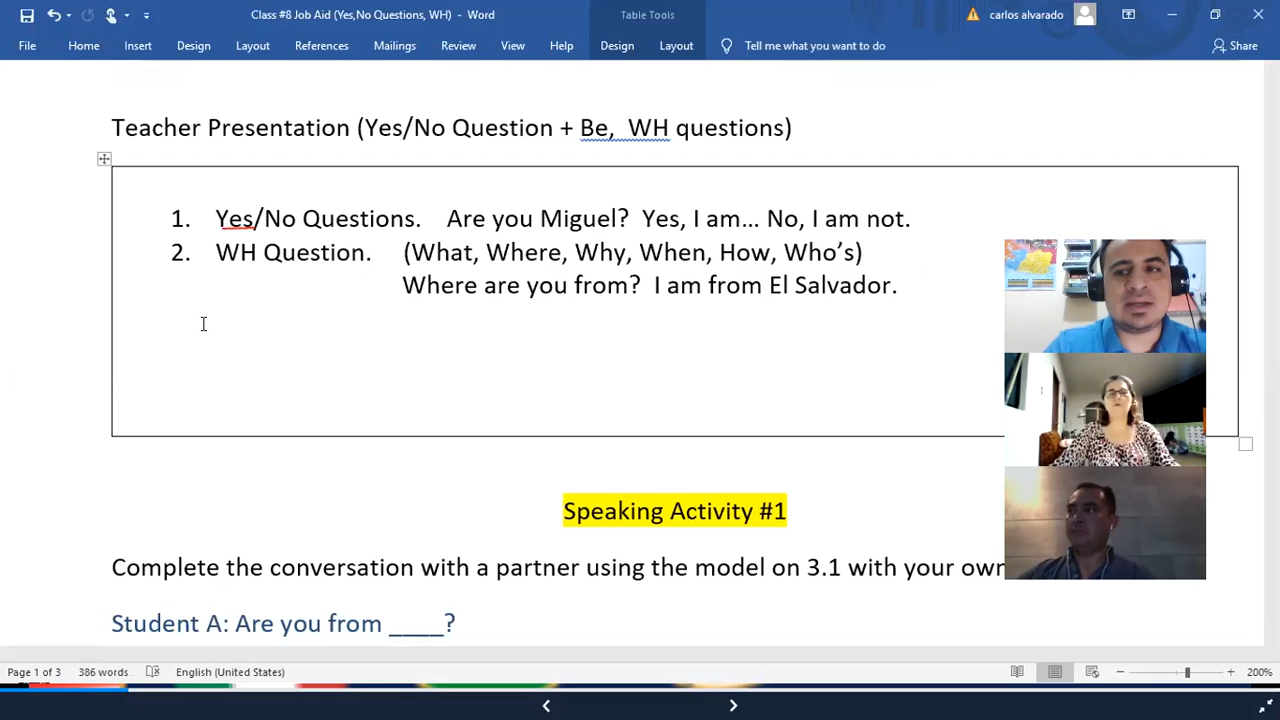 Class #8 Job Aid (Yes,No Questions, WH) - Word
Table Tools
carlos alvarado
File Home Insert Design Layout References Mailings Review View Help Design Layout Tell me what you want to do Share
Teacher Presentation (Yes/No Question + Be, WH questions)
1. Yes/No Questions. Are you Miguel? Yes, I am... No, I am not.
2. WH Question. (What, Where, Why, When, How, Who's)
Where are you from? I am from El Salvador.
Speaking Activity #1
Complete the conversation with a partner using the model on 3.1 with your own
Student A: Are you from ____?
Page 1 of 3 386 words English (United States) 200%